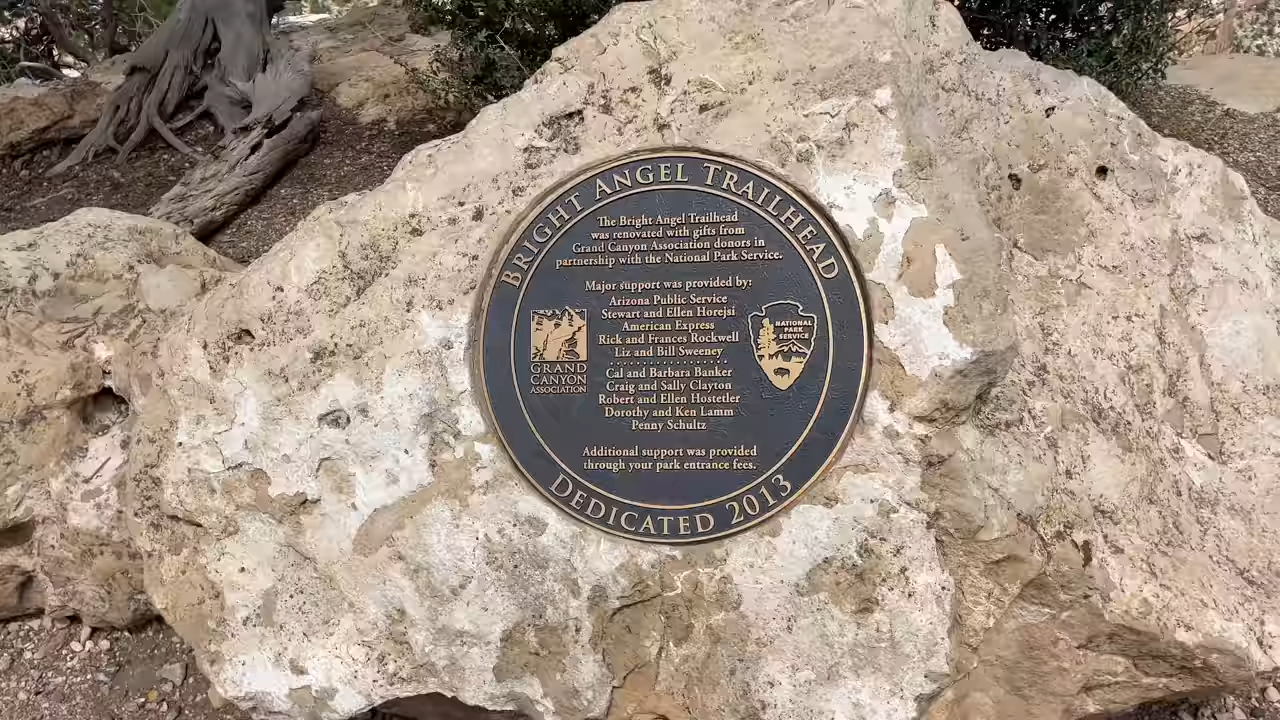 BRIGHT ANGEL TRAILHEAD
The Bright Angel Trailhead
was renovated with gifts from
Grand Canyon Association donors in
partnership with the National Park Service.
Major support was provided by:
Arizona Public Service
Stewart and Ellen Horejsi
American Express
Rick and Frances Rockwell
Liz and Bill Sweeney
Cal and Barbara Banker
Craig and Sally Clayton
Robert and Ellen Hostetler
Dorothy and Ken Lamm
Penny Schultz
GRAND
CANYON
ASSOCIATION
NATIONAL
PARK
SERVICE
Additional support was provided
through your park entrance fees.
DEDICATED 2013